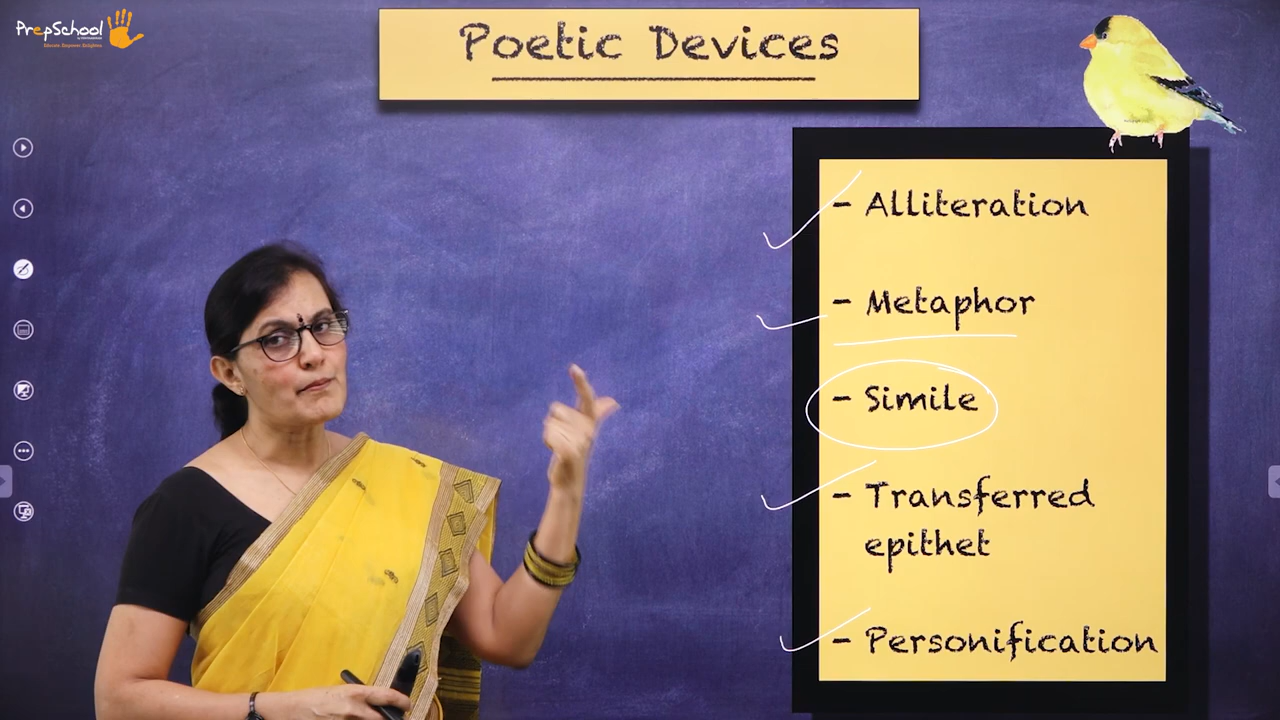 PrepSchool
Poetic Devices
- Alliteration
- Metaphor
- Simile
- Transferred
epithet
- Personification